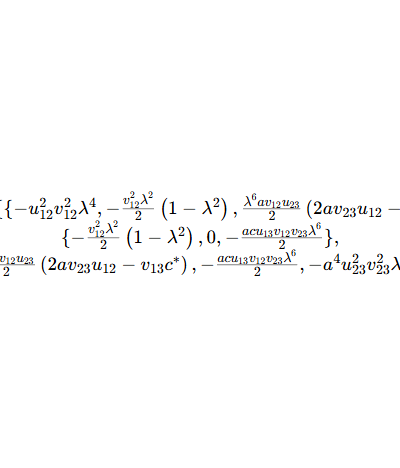 [{-u_{12}^2 v_{12}^2 λ^4, -\frac{v_{12}^2 λ^2}{2} (1 - λ^2), \frac{λ^6 a v_{12} u_{23}}{2} (2a v_{23} u_{12} -
{-\frac{v_{12}^2 λ^2}{2} (1 - λ^2), 0, -\frac{a c u_{13} v_{12} v_{23} λ^6}{2}},
\frac{v_{12} u_{23}}{2} (2a v_{23} u_{12} - v_{13} c^*), -\frac{a c u_{13} v_{12} v_{23} λ^6}{2}, -a^4 u_{23}^2 v_{23}^2 λ